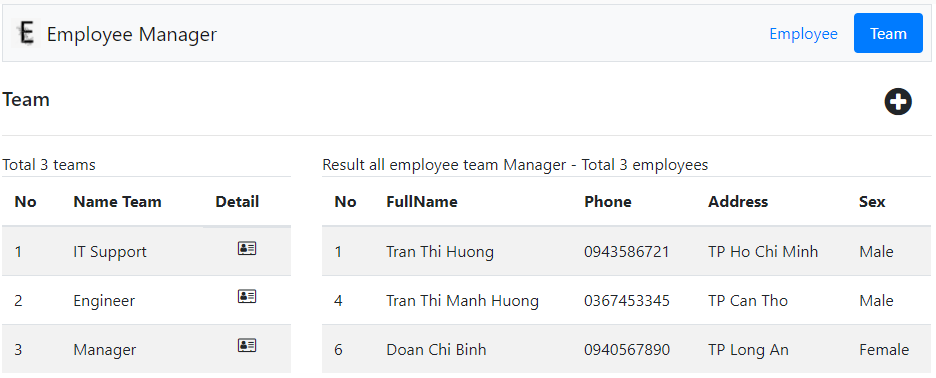 E Employee Manager Employee Team
Team
Total 3 teams
No Name Team Detail
1 IT Support
2 Engineer
3 Manager
Result all employee team Manager - Total 3 employees
No FullName Phone Address Sex
1 Tran Thi Huong 0943586721 TP Ho Chi Minh Male
4 Tran Thi Manh Huong 0367453345 TP Can Tho Male
6 Doan Chi Binh 0940567890 TP Long An Female